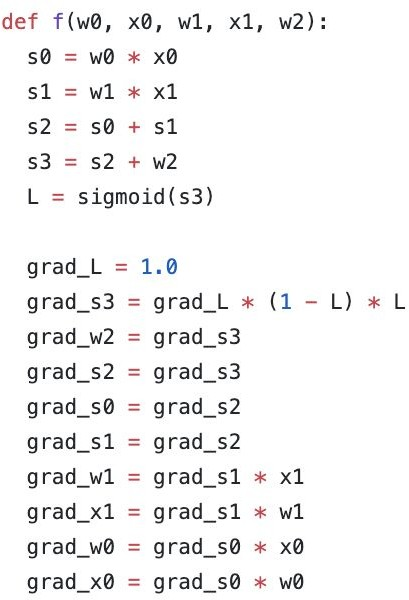 def f(w0, x0, w1, x1, w2):
  s0 = w0 * x0
  s1 = w1 * x1
  s2 = s0 + s1
  s3 = s2 + w2
  L = sigmoid(s3)

  grad_L = 1.0
  grad_s3 = grad_L * (1 - L) * L
  grad_w2 = grad_s3
  grad_s2 = grad_s3
  grad_s0 = grad_s2
  grad_s1 = grad_s2
  grad_w1 = grad_s1 * x1
  grad_x1 = grad_s1 * w1
  grad_w0 = grad_s0 * x0
  grad_x0 = grad_s0 * w0